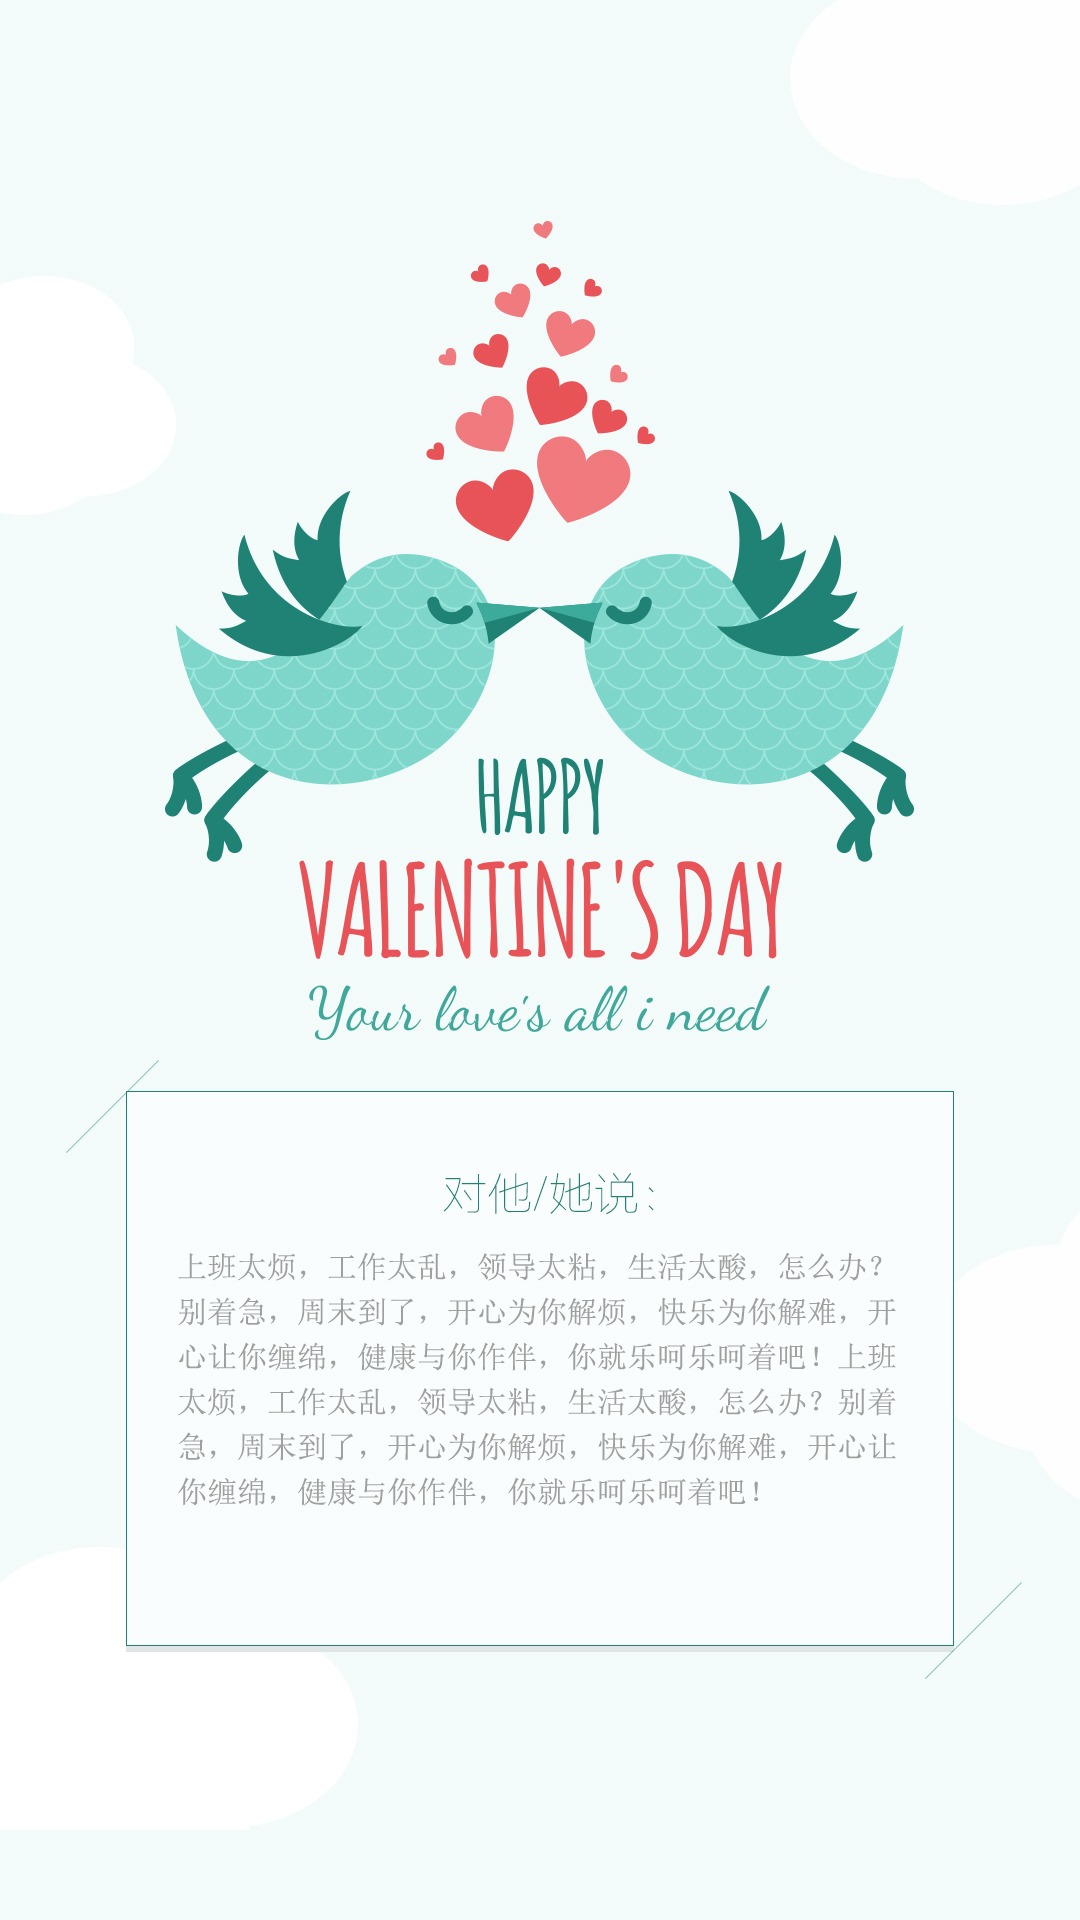 HAPPY
VALENTINE'S DAY
Your love's all i need
对他/她说：
上班太烦，工作太乱，领导太粘，生活太酸，怎么办？
别着急，周末到了，开心为你解烦，快乐为你解难，开
心让你缠绵，健康与你作伴，你就乐呵乐呵着吧！上班
太烦，工作太乱，领导太粘，生活太酸，怎么办？别着
急，周末到了，开心为你解烦，快乐为你解难，开心让
你缠绵，健康与你作伴，你就乐呵乐呵着吧！